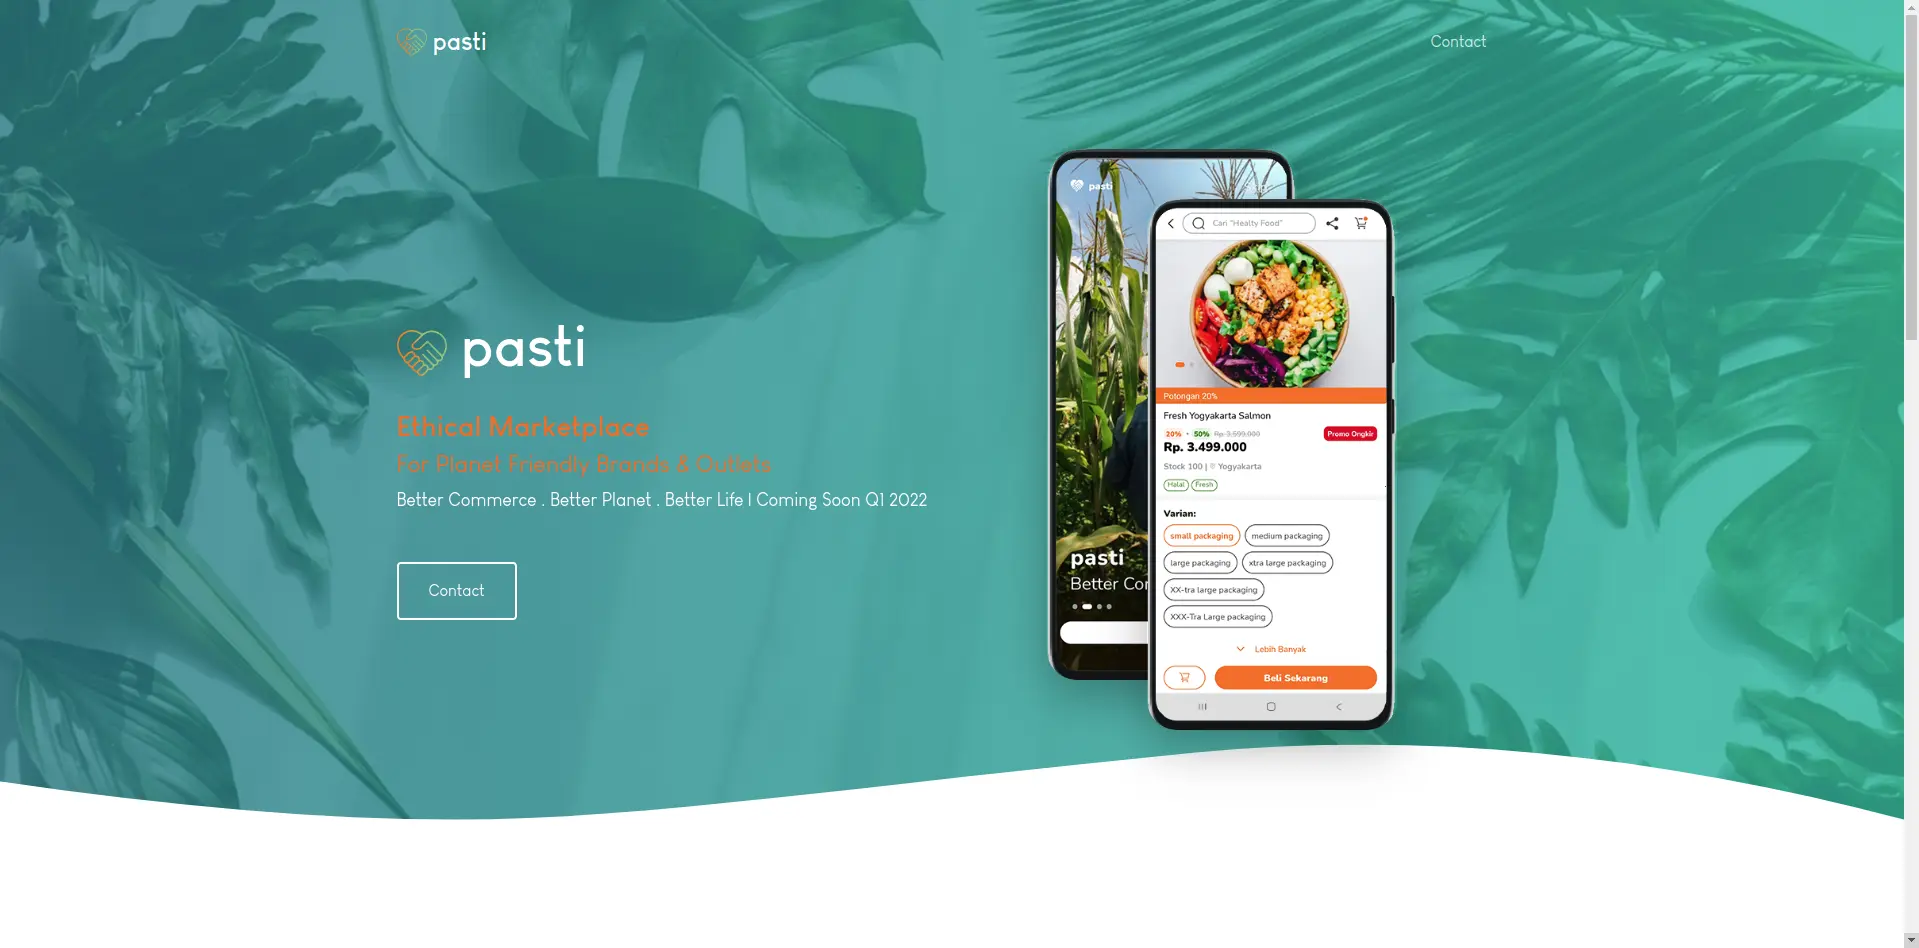 pasti
Contact
pasti
Ethical Marketplace
For Planet Friendly Brands & Outlets
Better Commerce . Better Planet . Better Life | Coming Soon Q1 2022
Contact
pasti
pasti
Better Cor
Cari "Healty Food"
Potongan 20%
Fresh Yogyakarta Salmon
20% + 50% Rp. 3.599.000
Promo Ongkir
Rp. 3.499.000
Stock 100 | Yogyakarta
Halal Fresh
Varian:
small packaging medium packaging
large packaging xtra large packaging
XX-tra large packaging
XXX-Tra Large packaging
Lebih Banyak
Beli Sekarang